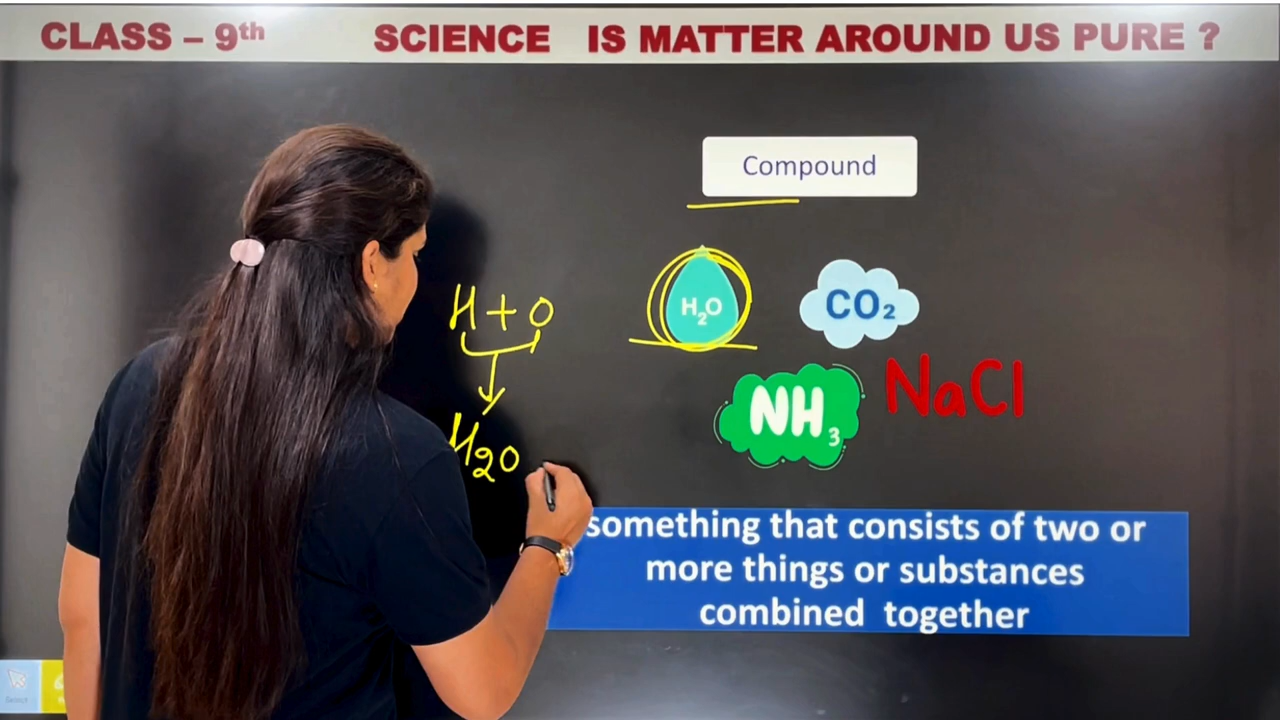 CLASS – 9th SCIENCE IS MATTER AROUND US PURE ?
Compound
H + O
H2O
H₂O
CO₂
NH₃
NaCl
something that consists of two or
more things or substances
combined together
Select